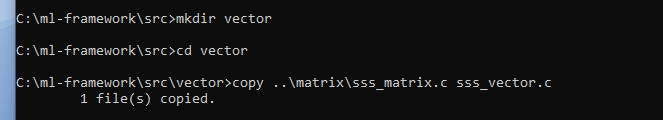 C:\ml-framework\src>mkdir vector
C:\ml-framework\src>cd vector
C:\ml-framework\src\vector>copy ..\matrix\sss_matrix.c sss_vector.c
        1 file(s) copied.